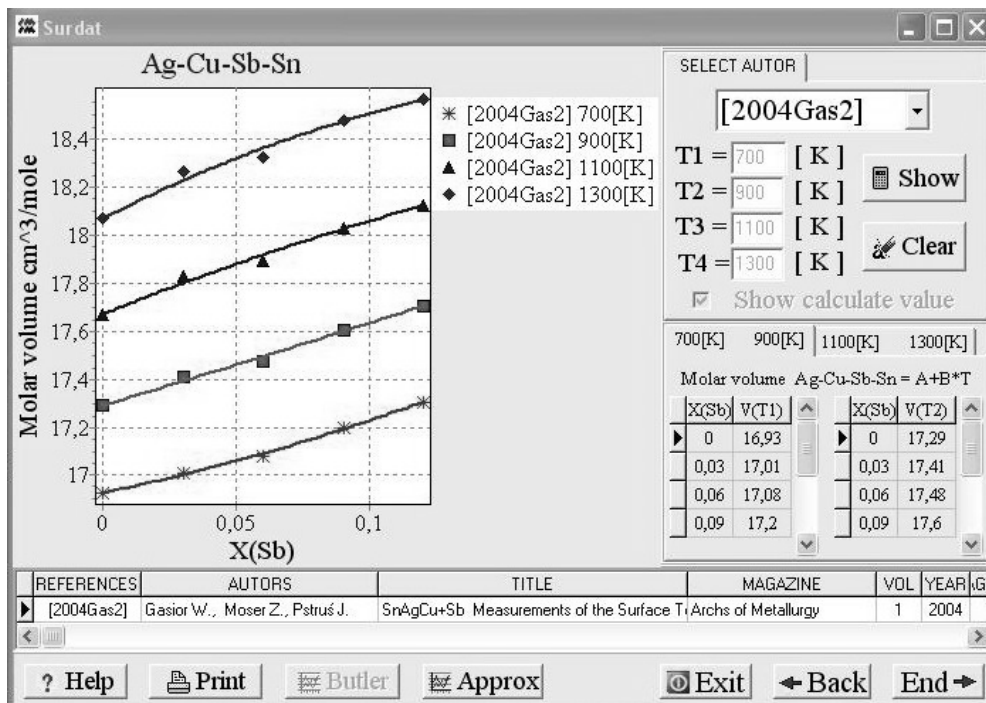 Surdat
Ag-Cu-Sb-Sn
Molar volume cm^3/mole
18,4
18,2
18
17,8
17,6
17,4
17,2
17
0
0,05
0,1
X(Sb)
[2004Gas2] 700[K]
[2004Gas2] 900[K]
[2004Gas2] 1100[K]
[2004Gas2] 1300[K]
SELECT AUTOR
[2004Gas2]
T1 = 700 [ K ]
T2 = 900 [ K ]
T3 = 1100 [ K ]
T4 = 1300 [ K ]
Show
Clear
Show calculate value
700[K] 900[K] 1100[K] 1300[K]
Molar volume Ag-Cu-Sb-Sn = A+B*T
X(Sb) V(T1) X(Sb) V(T2)
0 16,93 0 17,29
0,03 17,01 0,03 17,41
0,06 17,08 0,06 17,48
0,09 17,2 0,09 17,6
REFERENCES AUTORS TITLE MAGAZINE VOL YEAR
[2004Gas2] Gasior W., Moser Z., Pstruś J. SnAgCu+Sb Measurements of the Surface Archs of Metallurgy 1 2004
? Help Print Butler Approx Exit Back End